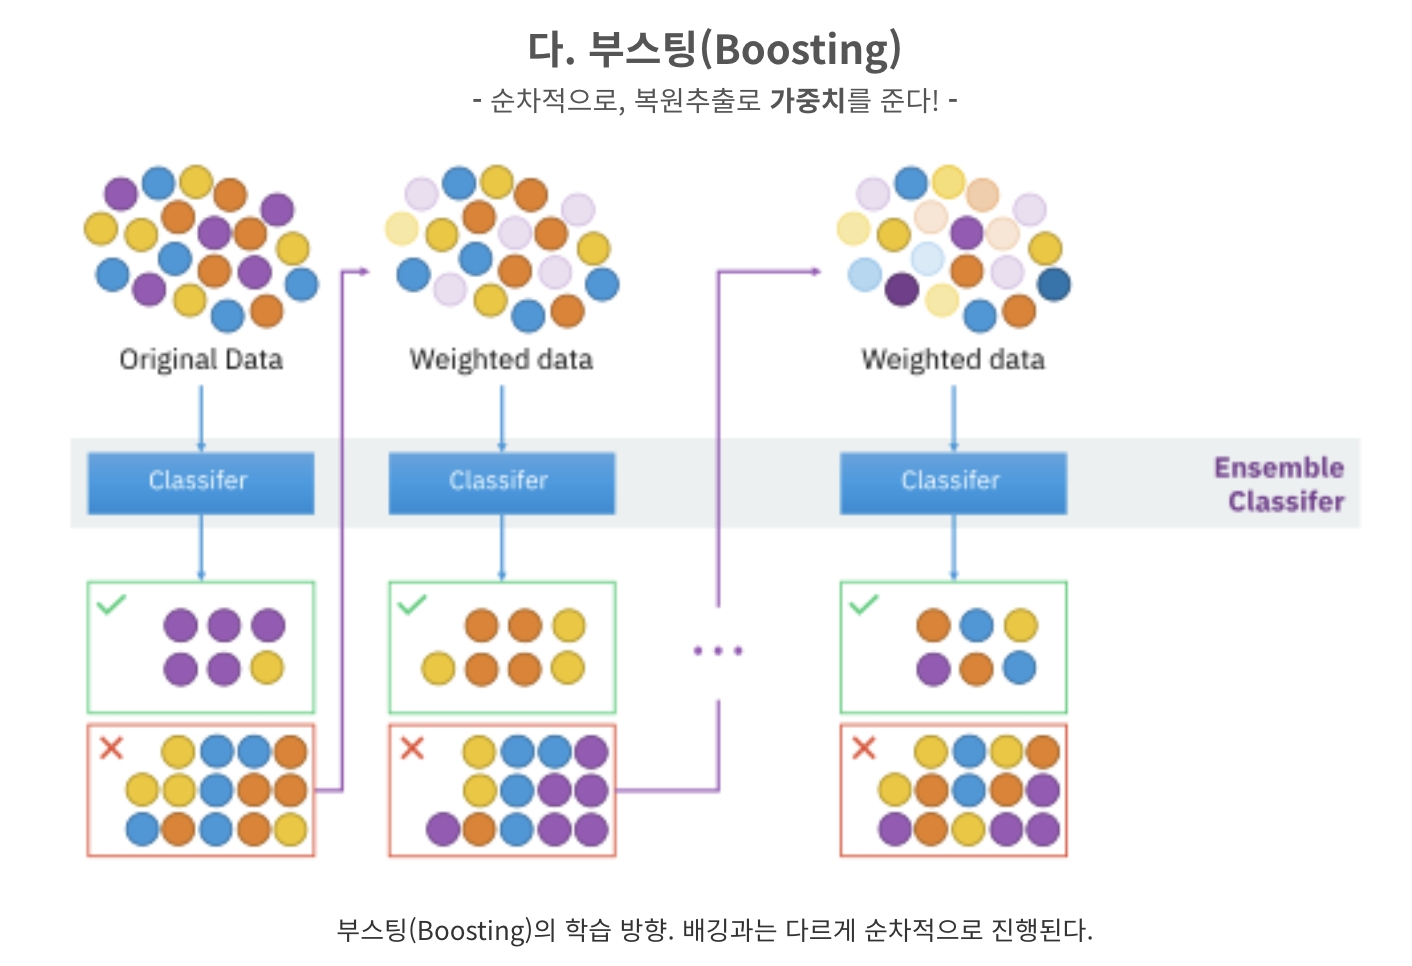 다. 부스팅(Boosting)
- 순차적으로, 복원추출로 가중치를 준다! -
Original Data
Weighted data
Weighted data
Classifer
Classifer
Classifer
Ensemble
Classifer
부스팅(Boosting)의 학습 방향. 배깅과는 다르게 순차적으로 진행된다.